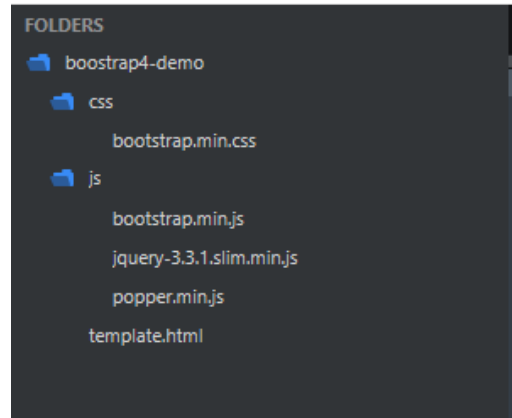 FOLDERS
boostrap4-demo
css
bootstrap.min.css
js
bootstrap.min.js
jquery-3.3.1.slim.min.js
popper.min.js
template.html